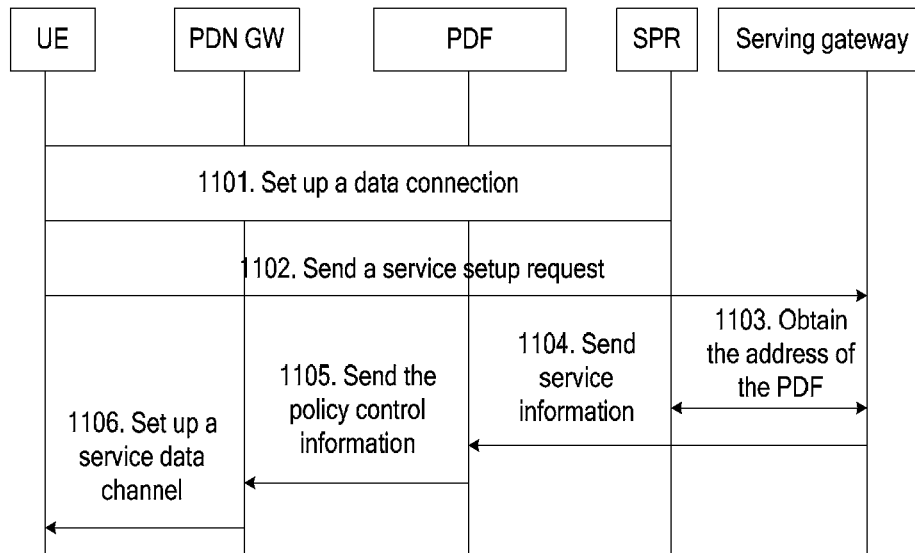 UE
PDN GW
PDF
SPR
Serving gateway
1101. Set up a data connection
1102. Send a service setup request
1103. Obtain
the address of
the PDF
1104. Send
service
information
1105. Send the
policy control
information
1106. Set up a
service data
channel